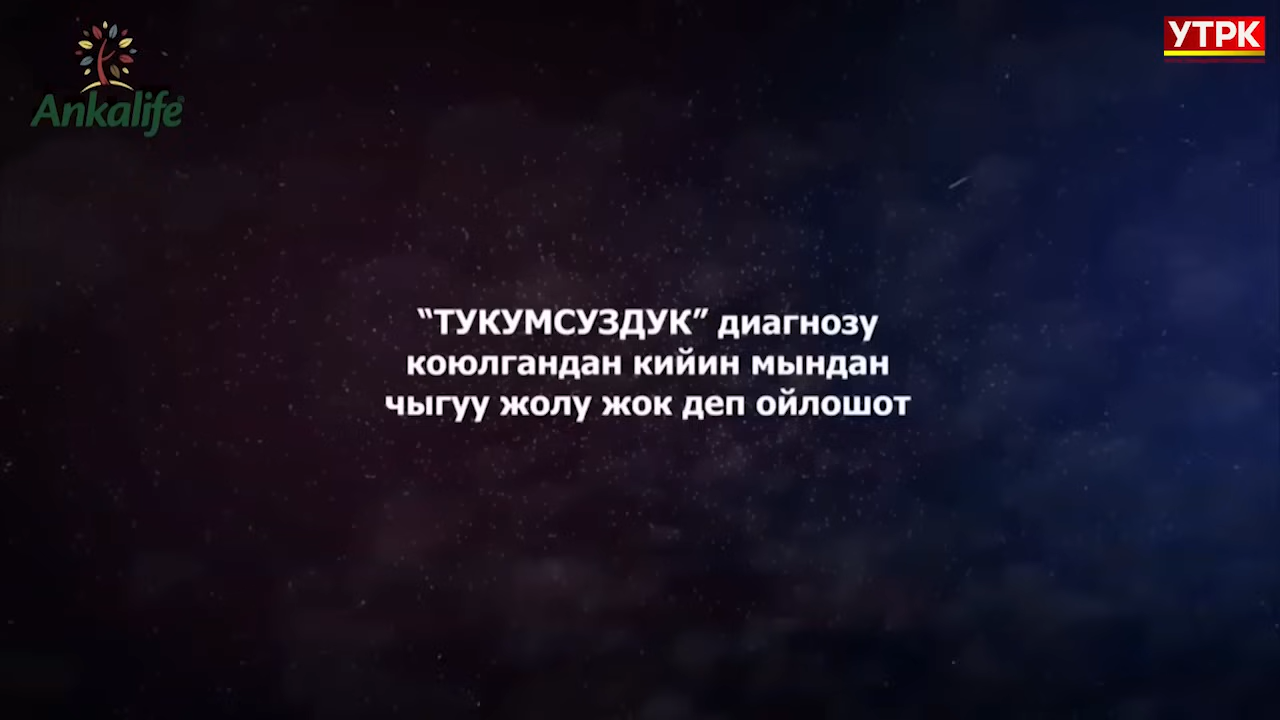 Ankalife
УТРК
“ТУКУМСУЗДУК” диагнозу
коюлгандан кийин мындан
чыгуу жолу жок деп ойлошот